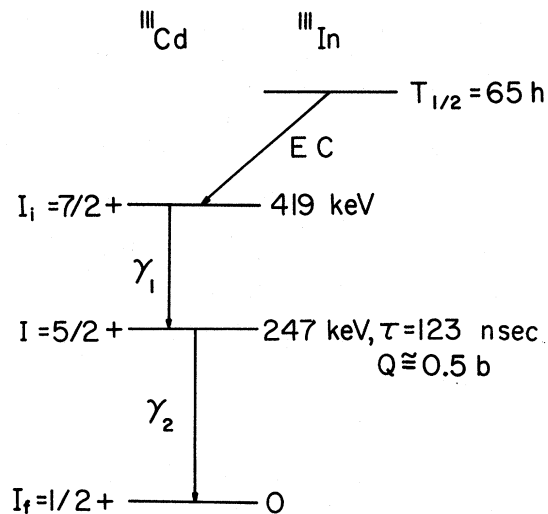 ¹¹¹Cd ¹¹¹In
T₁/₂ = 65 h
EC
Iᵢ = 7/2 + 419 keV
γ₁
I = 5/2 + 247 keV, τ = 123 nsec
Q ≅ 0.5 b
γ₂
I_f = 1/2 + 0